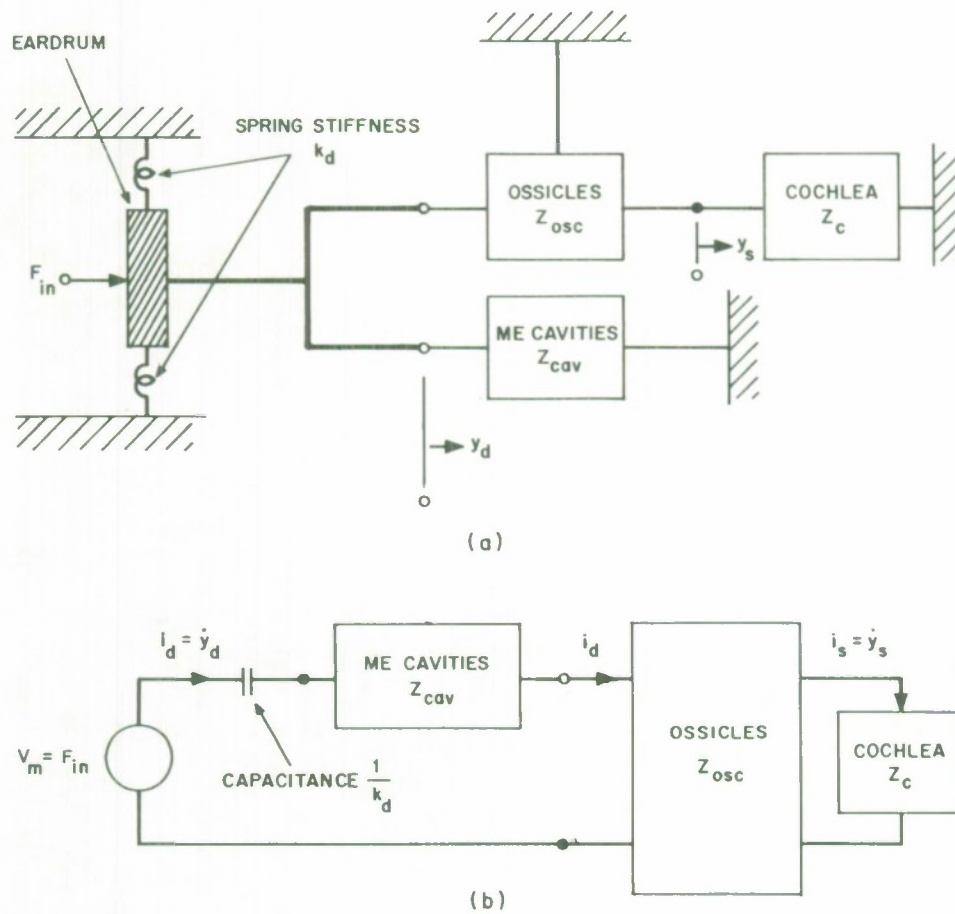 EARDRUM
SPRING STIFFNESS
k_d
F_in
OSSICLES
Z_osc
COCHLEA
Z_c
y_s
ME CAVITIES
Z_cav
y_d
(a)
i_d = ẏ_d
ME CAVITIES
Z_cav
i_d
i_s = ẏ_s
V_m = F_in
OSSICLES
Z_osc
COCHLEA
Z_c
CAPACITANCE 1/k_d
(b)